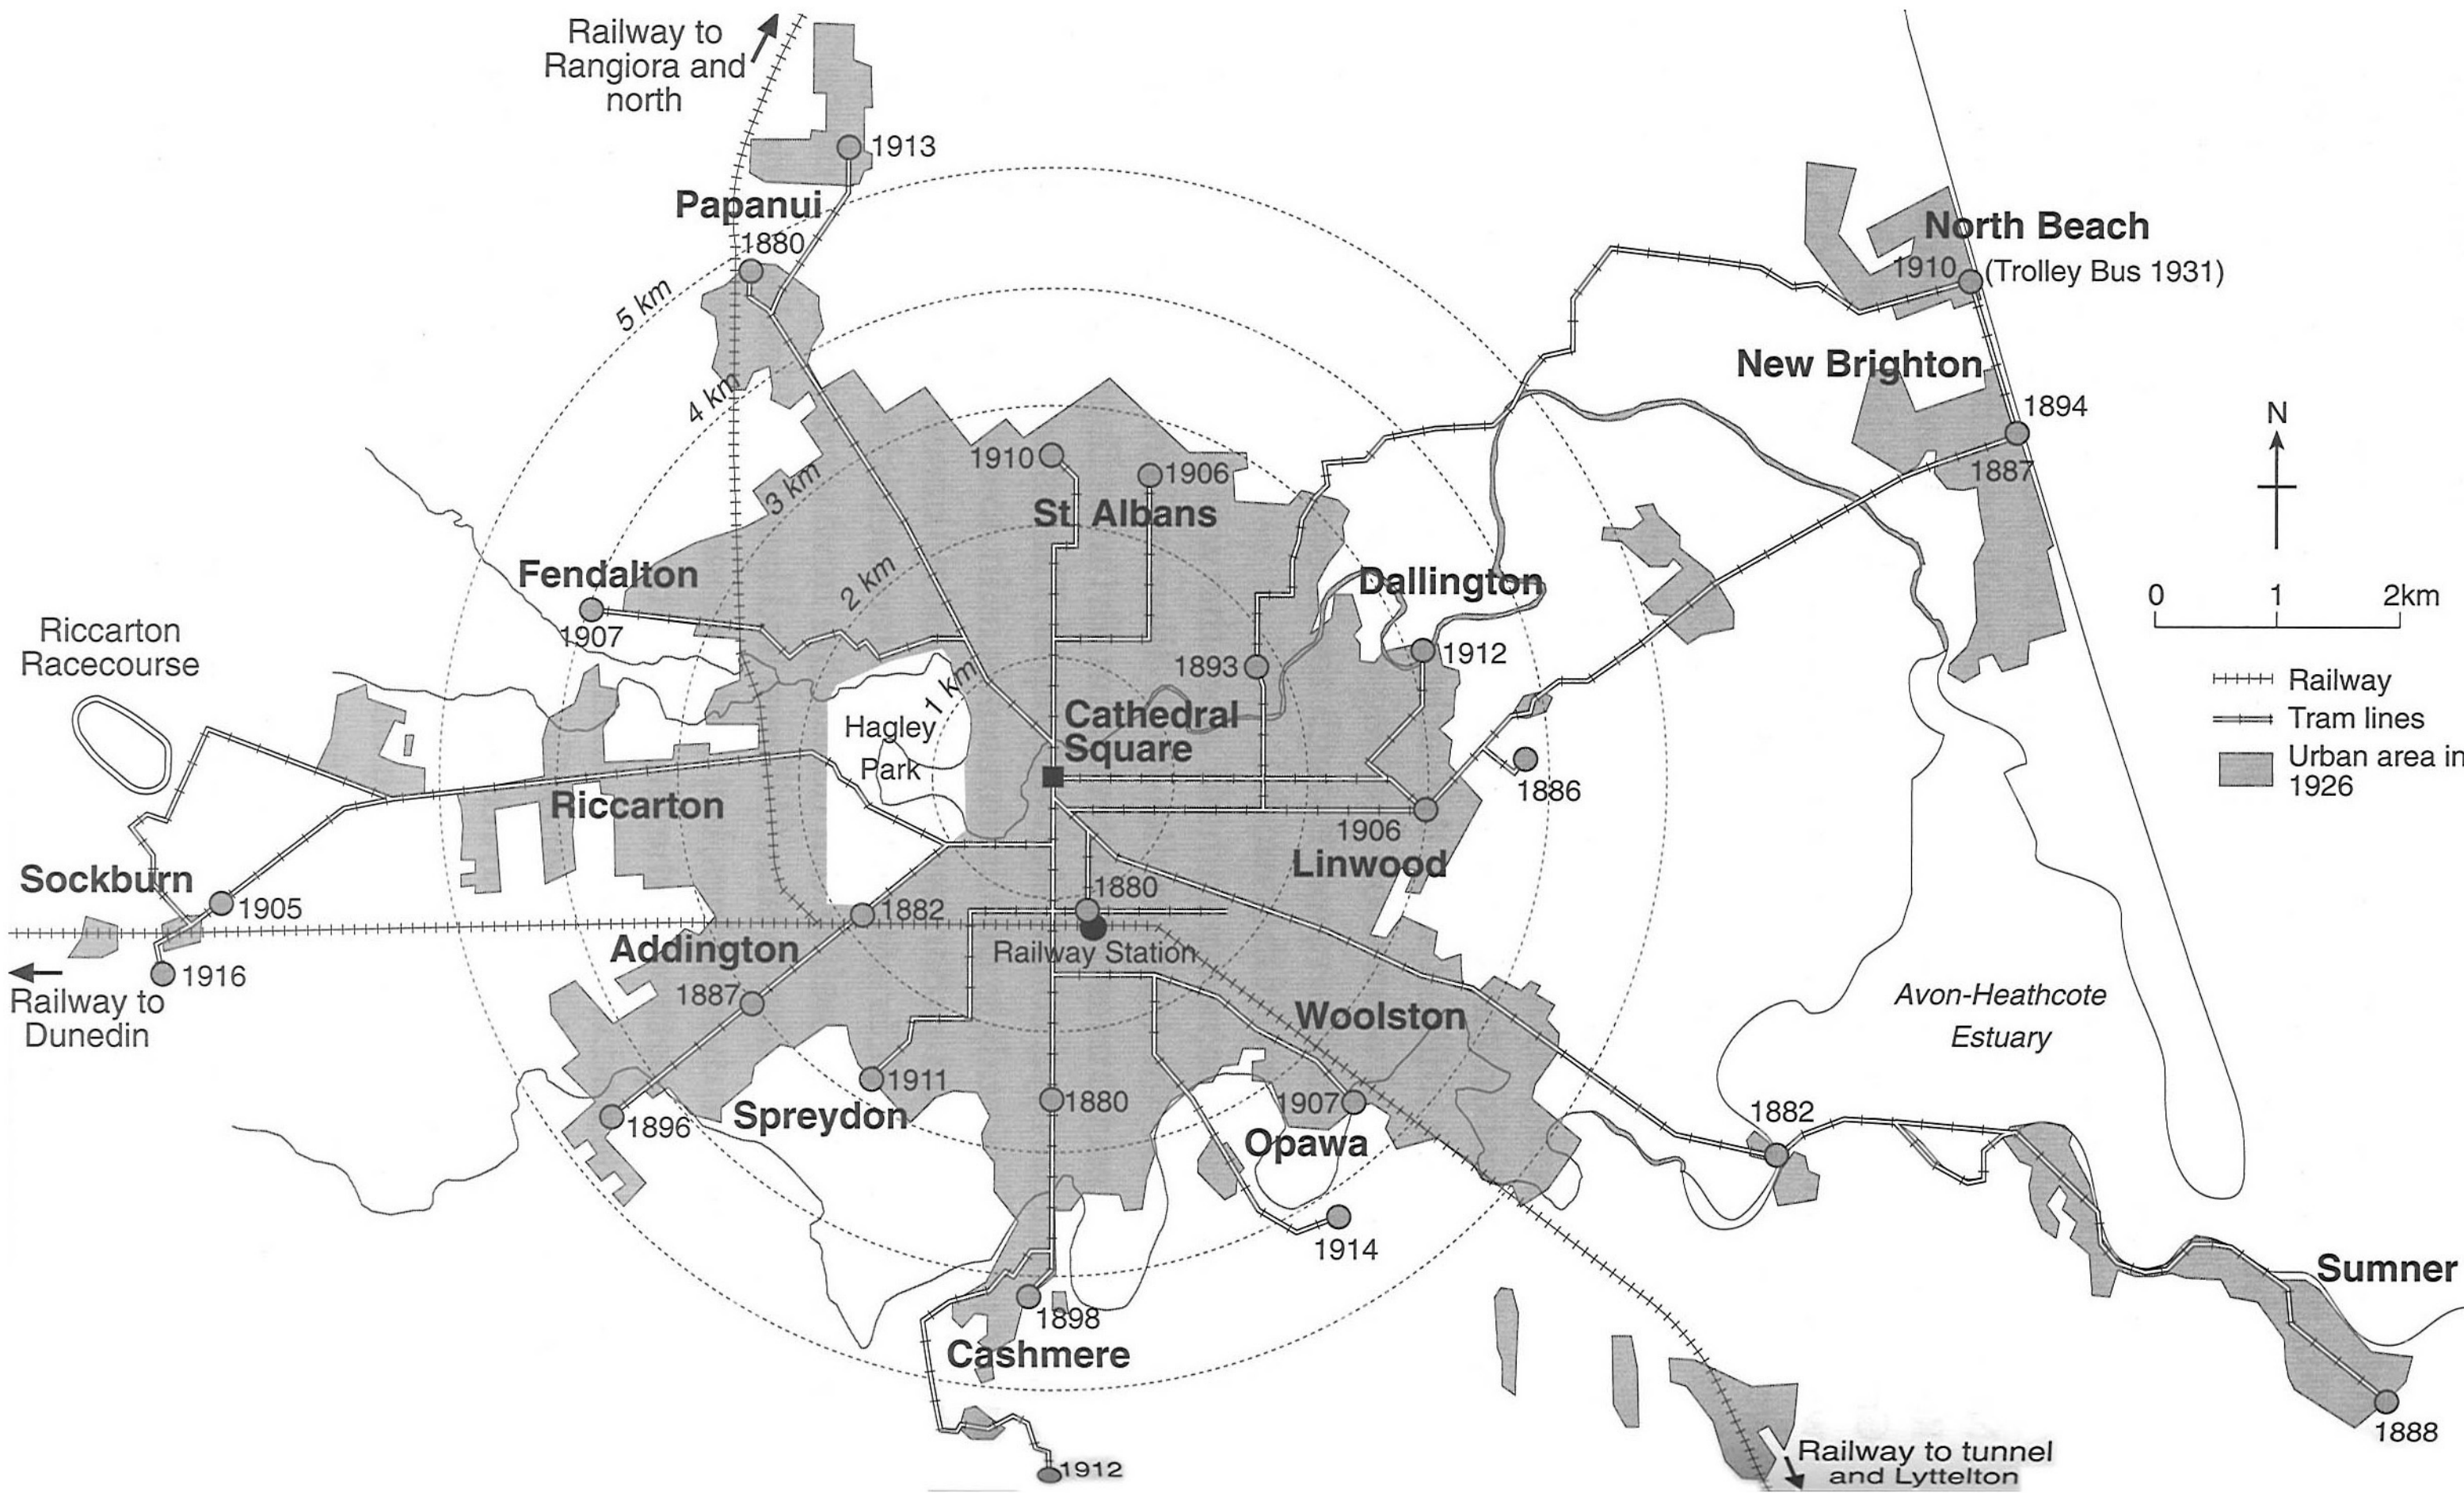 Railway to
Rangiora and
north
1913
Papanui
1880
5 km
4 km
3 km
2 km
1 km
North Beach
1910
(Trolley Bus 1931)
New Brighton
1894
1887
N
0 1 2km
Railway
Tram lines
Urban area in
1926
1910
1906
St Albans
Fendalton
1907
Dallington
1912
1893
Riccarton
Racecourse
Cathedral
Square
Hagley
Park
1886
Riccarton
1906
Linwood
Sockburn
1905
1880
1882
Addington
Railway Station
1916
Railway to
Dunedin
1887
Woolston
Avon-Heathcote
Estuary
1911
1880
1907
1882
Spreydon
1896
Opawa
1914
Sumner
1898
Cashmere
1888
1912
Railway to tunnel
and Lyttelton